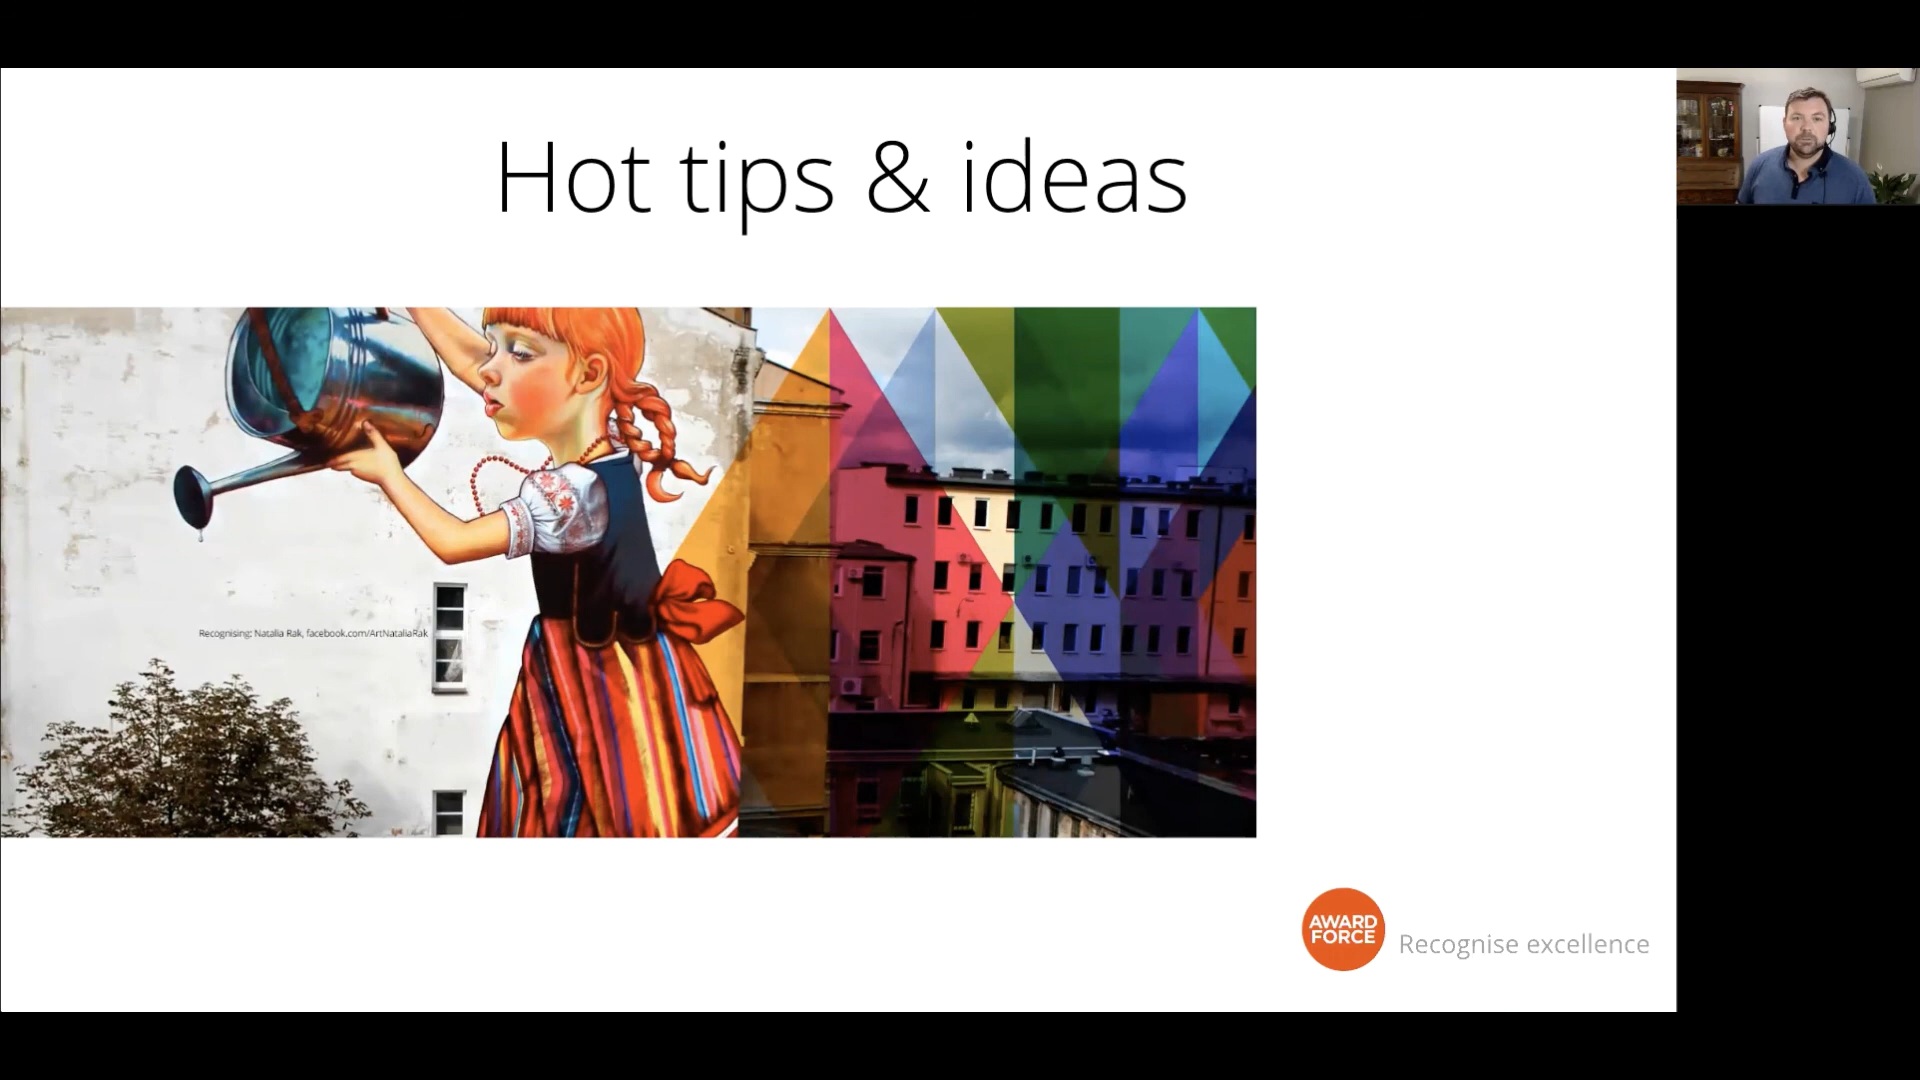 Hot tips & ideas
Recognising: Natalia Rak, facebook.com/ArtNataliaRak
AWARD
FORCE
Recognise excellence